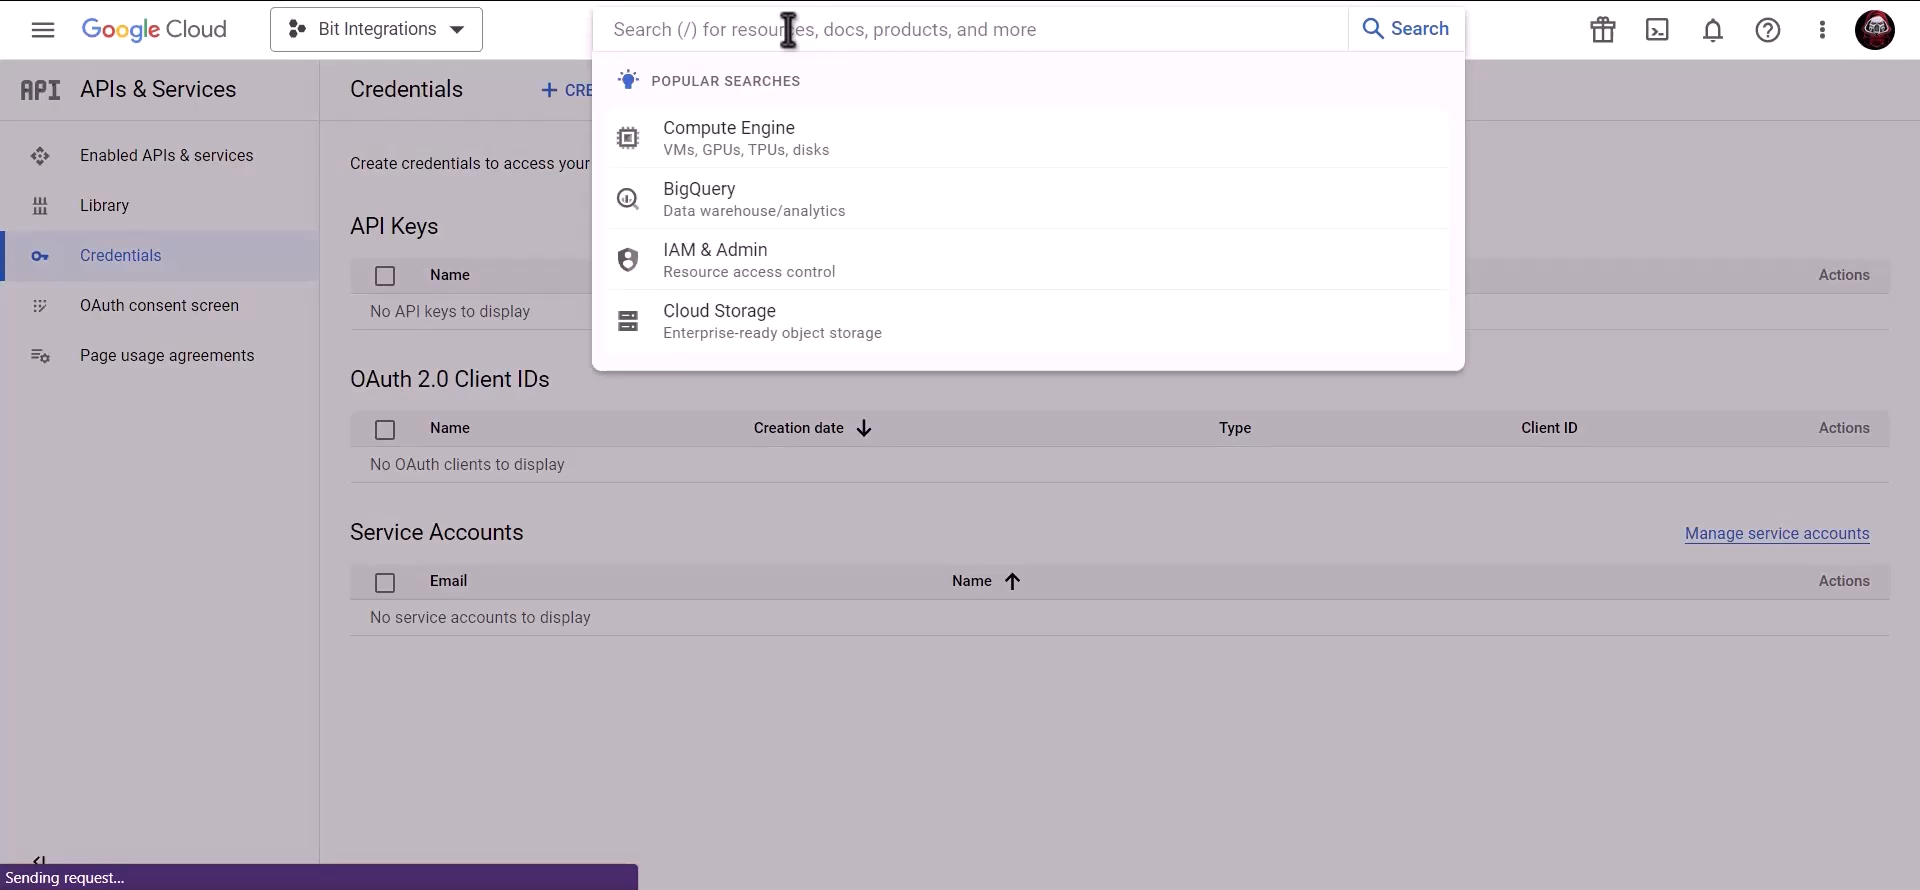 Google Cloud
Bit Integrations
Search (/) for resources, docs, products, and more
Search
API
APIs & Services
Credentials
+ CRE
POPULAR SEARCHES
Compute Engine
VMs, GPUs, TPUs, disks
BigQuery
Data warehouse/analytics
IAM & Admin
Resource access control
Cloud Storage
Enterprise-ready object storage
Enabled APIs & services
Library
Credentials
OAuth consent screen
Page usage agreements
Create credentials to access your
API Keys
Name
Actions
No API keys to display
OAuth 2.0 Client IDs
Name
Creation date
Type
Client ID
Actions
No OAuth clients to display
Service Accounts
Manage service accounts
Email
Name
Actions
No service accounts to display
Sending request...